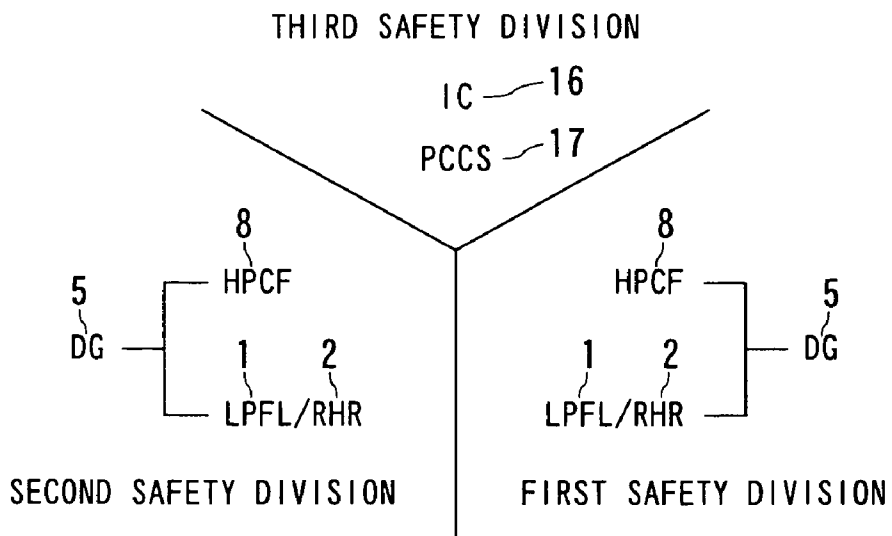 THIRD SAFETY DIVISION
IC 16
PCCS 17
8
HPCF
5
DG
1 2
LPFL/RHR
SECOND SAFETY DIVISION
8
HPCF
5
DG
1 2
LPFL/RHR
FIRST SAFETY DIVISION